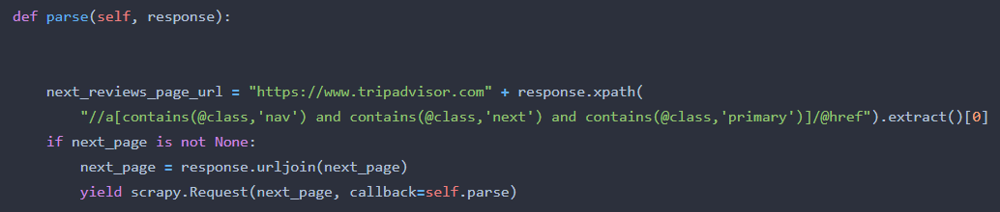 def parse(self, response):
next_reviews_page_url = "https://www.tripadvisor.com" + response.xpath(
"//a[contains(@class,'nav') and contains(@class,'next') and contains(@class,'primary')]/@href").extract()[0]
if next_page is not None:
next_page = response.urljoin(next_page)
yield scrapy.Request(next_page, callback=self.parse)